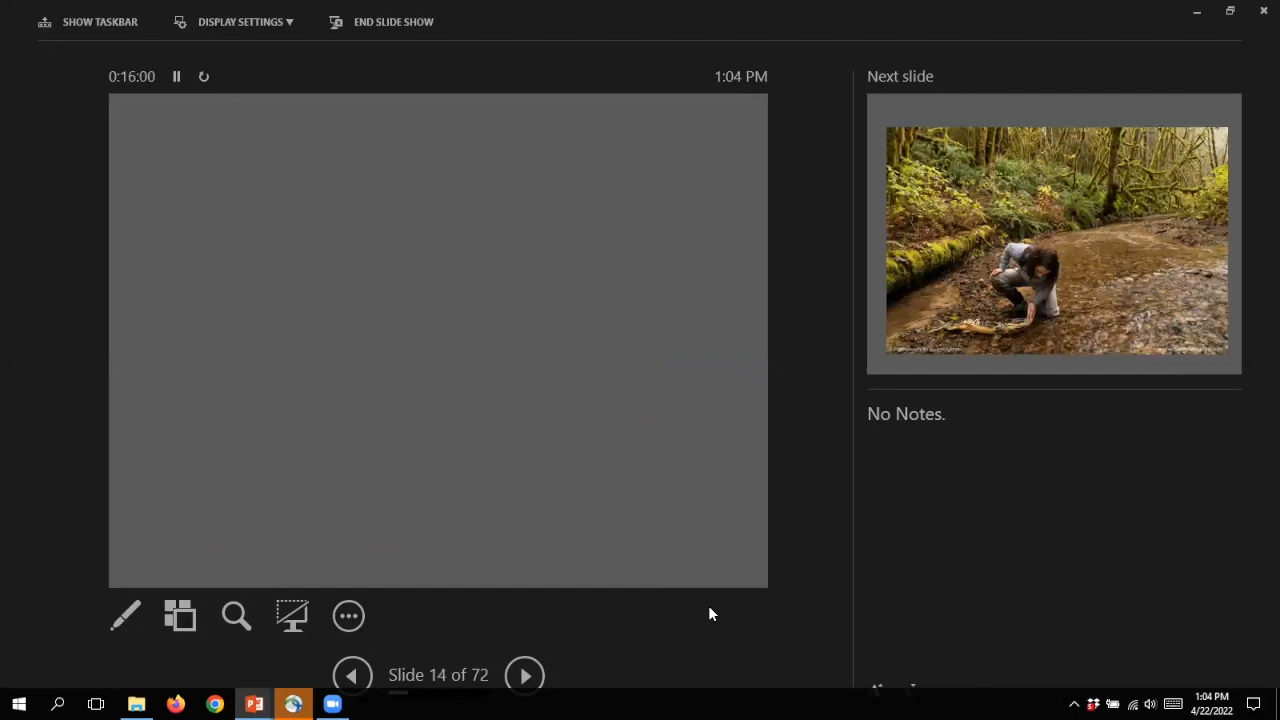 SHOW TASKBAR
DISPLAY SETTINGS ▾
END SLIDE SHOW
0:16:00
1:04 PM
Next slide
No Notes.
Slide 14 of 72
1:04 PM
4/22/2022